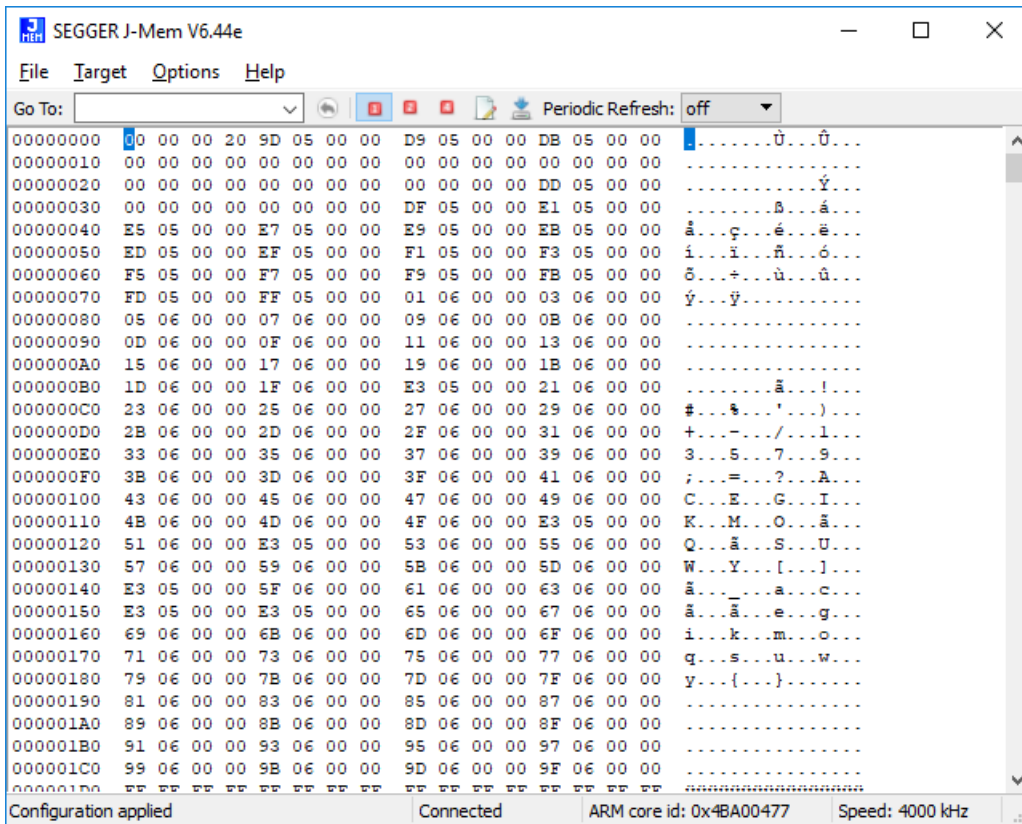 SEGGER J-Mem V6.44e
File Target Options Help
Go To: Periodic Refresh: off
00000000 00 00 00 20 9D 05 00 00 D9 05 00 00 DB 05 00 00 ........Ù...Û...
00000010 00 00 00 00 00 00 00 00 00 00 00 00 00 00 00 00 ................
00000020 00 00 00 00 00 00 00 00 00 00 00 00 DD 05 00 00 ............Ý...
00000030 00 00 00 00 00 00 00 00 DF 05 00 00 E1 05 00 00 ........ß...á...
00000040 E5 05 00 00 E7 05 00 00 E9 05 00 00 EB 05 00 00 å...ç...é...ë...
00000050 ED 05 00 00 EF 05 00 00 F1 05 00 00 F3 05 00 00 í...ï...ñ...ó...
00000060 F5 05 00 00 F7 05 00 00 F9 05 00 00 FB 05 00 00 õ...÷...ù...û...
00000070 FD 05 00 00 FF 05 00 00 01 06 00 00 03 06 00 00 ý...ÿ...........
00000080 05 06 00 00 07 06 00 00 09 06 00 00 0B 06 00 00 ................
00000090 0D 06 00 00 0F 06 00 00 11 06 00 00 13 06 00 00 ................
000000A0 15 06 00 00 17 06 00 00 19 06 00 00 1B 06 00 00 ................
000000B0 1D 06 00 00 1F 06 00 00 E3 05 00 00 21 06 00 00 ........ã...!...
000000C0 23 06 00 00 25 06 00 00 27 06 00 00 29 06 00 00 #...%...'...)...
000000D0 2B 06 00 00 2D 06 00 00 2F 06 00 00 31 06 00 00 +...-.../...1...
000000E0 33 06 00 00 35 06 00 00 37 06 00 00 39 06 00 00 3...5...7...9...
000000F0 3B 06 00 00 3D 06 00 00 3F 06 00 00 41 06 00 00 ;...=...?...A...
00000100 43 06 00 00 45 06 00 00 47 06 00 00 49 06 00 00 C...E...G...I...
00000110 4B 06 00 00 4D 06 00 00 4F 06 00 00 E3 05 00 00 K...M...O...ã...
00000120 51 06 00 00 E3 05 00 00 53 06 00 00 55 06 00 00 Q...ã...S...U...
00000130 57 06 00 00 59 06 00 00 5B 06 00 00 5D 06 00 00 W...Y...[...]...
00000140 E3 05 00 00 5F 06 00 00 61 06 00 00 63 06 00 00 ã..._...a...c...
00000150 E3 05 00 00 E3 05 00 00 65 06 00 00 67 06 00 00 ã...ã...e...g...
00000160 69 06 00 00 6B 06 00 00 6D 06 00 00 6F 06 00 00 i...k...m...o...
00000170 71 06 00 00 73 06 00 00 75 06 00 00 77 06 00 00 q...s...u...w...
00000180 79 06 00 00 7B 06 00 00 7D 06 00 00 7F 06 00 00 y...{...}.......
00000190 81 06 00 00 83 06 00 00 85 06 00 00 87 06 00 00 ................
000001A0 89 06 00 00 8B 06 00 00 8D 06 00 00 8F 06 00 00 ................
000001B0 91 06 00 00 93 06 00 00 95 06 00 00 97 06 00 00 ................
000001C0 99 06 00 00 9B 06 00 00 9D 06 00 00 9F 06 00 00 ................
000001D0 FF FF FF FF FF FF FF FF FF FF FF FF FF FF FF FF ÿÿÿÿÿÿÿÿÿÿÿÿÿÿÿÿ
Configuration applied Connected ARM core id: 0x4BA00477 Speed: 4000 kHz